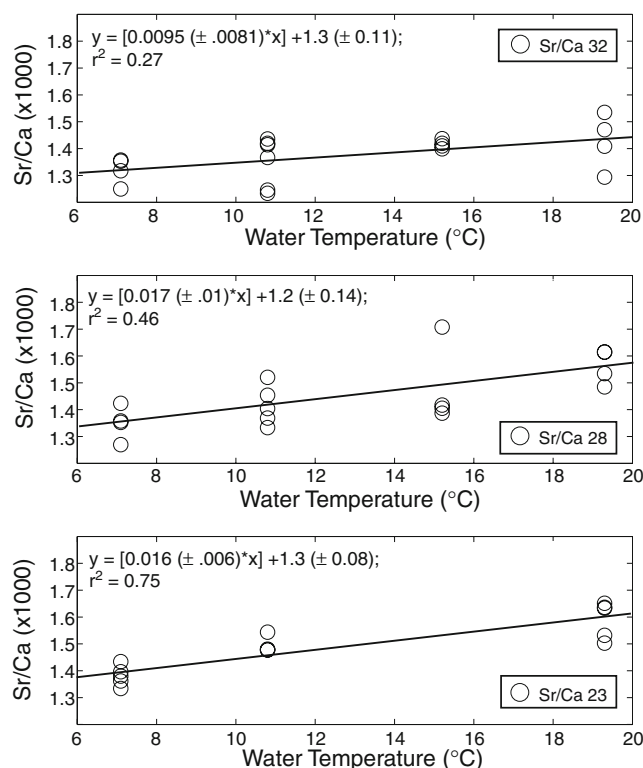 y = [0.0095 (± .0081)*x] +1.3 (± 0.11);
r² = 0.27
Sr/Ca 32
1.8
1.7
1.6
1.5
1.4
1.3
Sr/Ca (x1000)
6 8 10 12 14 16 18 20
Water Temperature (°C)
y = [0.017 (± .01)*x] +1.2 (± 0.14);
r² = 0.46
Sr/Ca 28
1.8
1.7
1.6
1.5
1.4
1.3
Sr/Ca (x1000)
6 8 10 12 14 16 18 20
Water Temperature (°C)
y = [0.016 (± .006)*x] +1.3 (± 0.08);
r² = 0.75
Sr/Ca 23
1.8
1.7
1.6
1.5
1.4
1.3
Sr/Ca (x1000)
6 8 10 12 14 16 18 20
Water Temperature (°C)